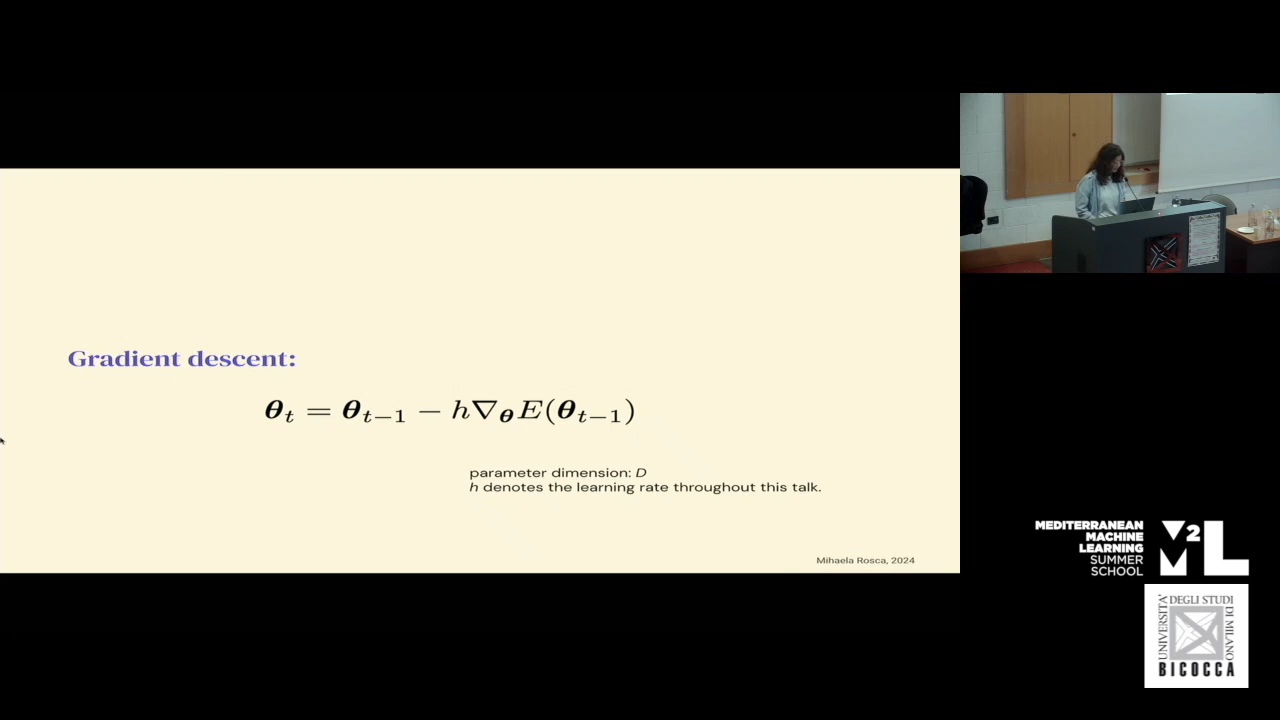 Gradient descent:
θ_t = θ_{t−1} − h∇_θ E(θ_{t−1})
parameter dimension: D
h denotes the learning rate throughout this talk.
Mihaela Rosca, 2024
MEDITERRANEAN
MACHINE
LEARNING
SUMMER
SCHOOL
M2L
UNIVERSITA'
DEGLI STUDI
DI MILANO
BICOCCA